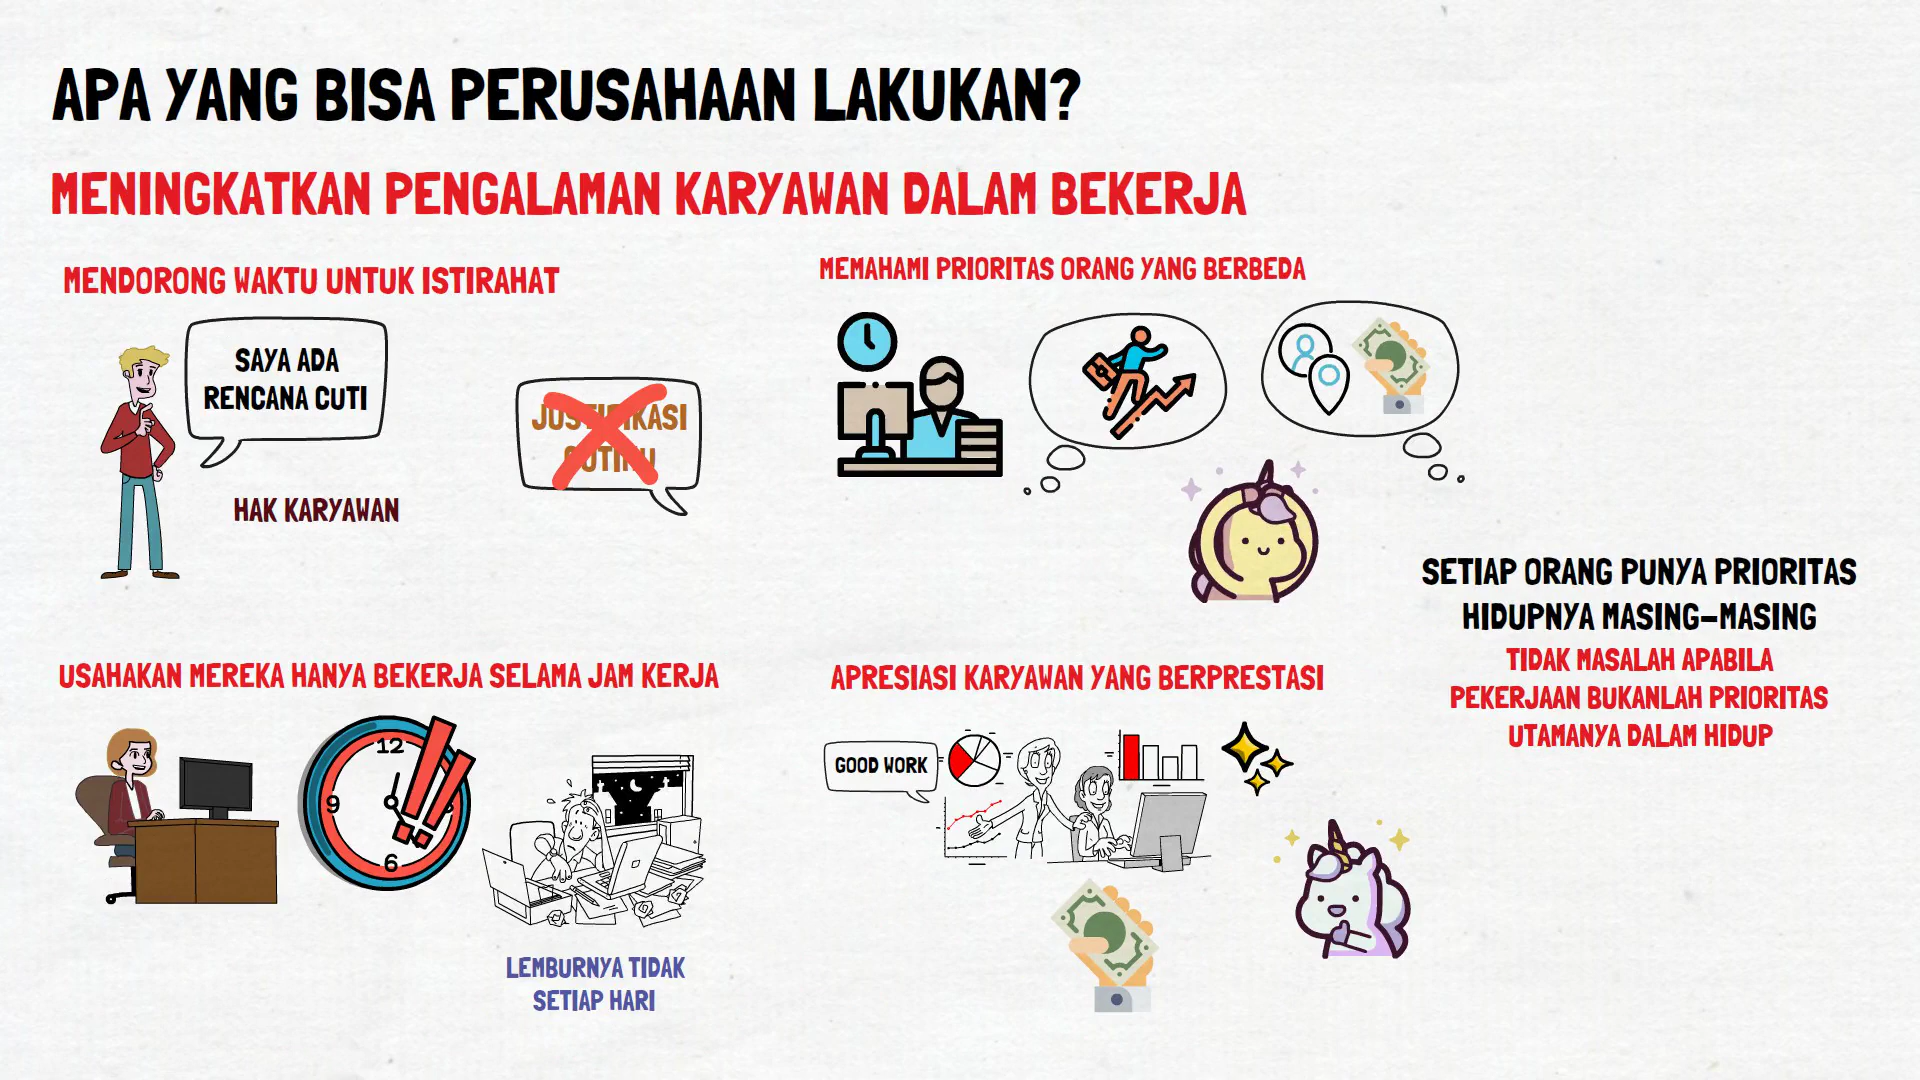 APA YANG BISA PERUSAHAAN LAKUKAN?
MENINGKATKAN PENGALAMAN KARYAWAN DALAM BEKERJA
MENDORONG WAKTU UNTUK ISTIRAHAT
SAYA ADA
RENCANA CUTI
HAK KARYAWAN
JUSTIFIKASI
MEMAHAMI PRIORITAS ORANG YANG BERBEDA
SETIAP ORANG PUNYA PRIORITAS
HIDUPNYA MASING-MASING
TIDAK MASALAH APABILA
PEKERJAAN BUKANLAH PRIORITAS
UTAMANYA DALAM HIDUP
USAHAKAN MEREKA HANYA BEKERJA SELAMA JAM KERJA
12
9
6
LEMBURNYA TIDAK
SETIAP HARI
APRESIASI KARYAWAN YANG BERPRESTASI
GOOD WORK